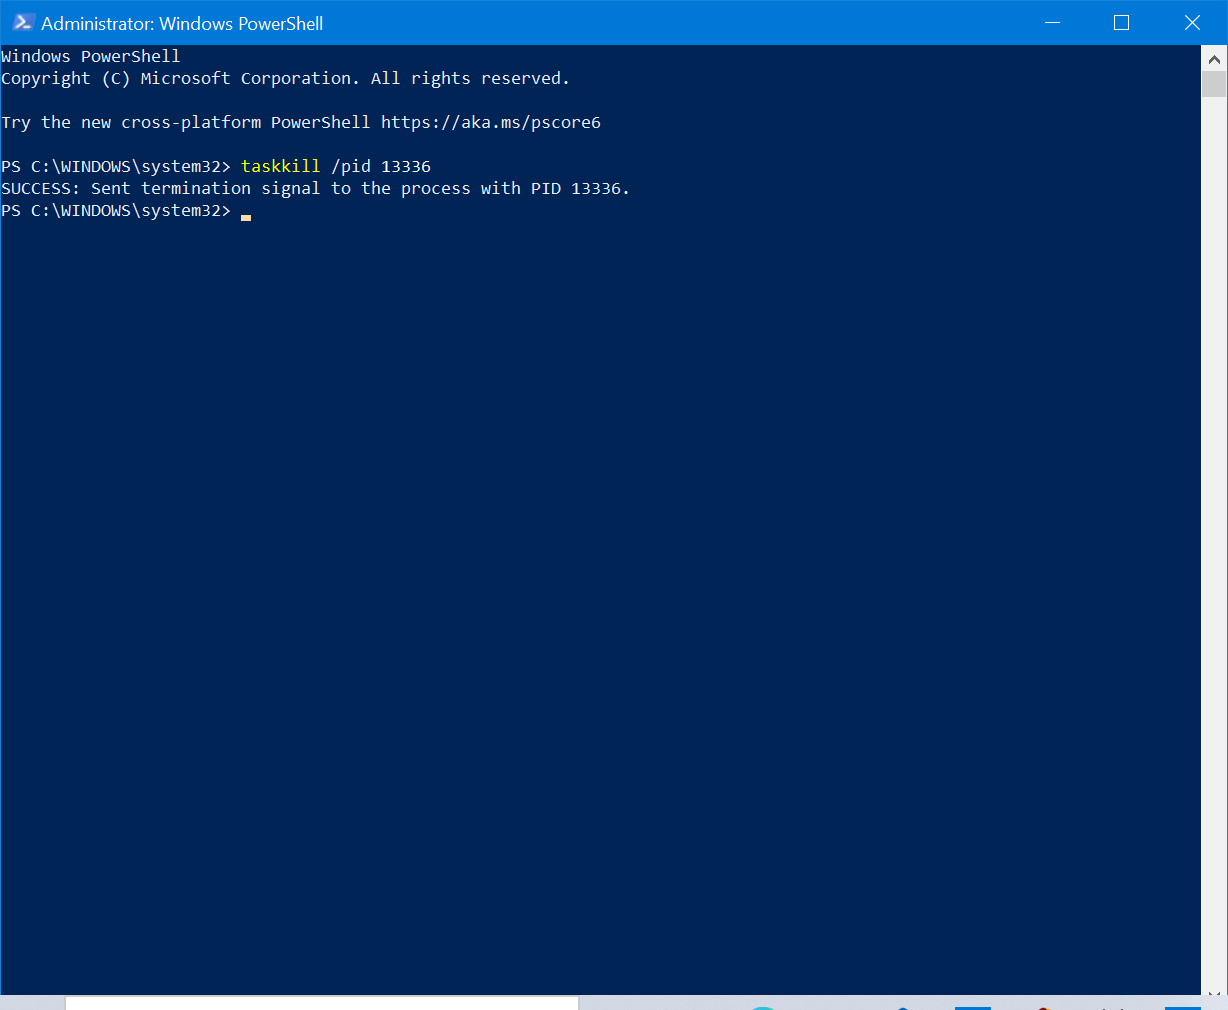 Administrator: Windows PowerShell
Windows PowerShell
Copyright (C) Microsoft Corporation. All rights reserved.
Try the new cross-platform PowerShell https://aka.ms/pscore6
PS C:\WINDOWS\system32> taskkill /pid 13336
SUCCESS: Sent termination signal to the process with PID 13336.
PS C:\WINDOWS\system32>